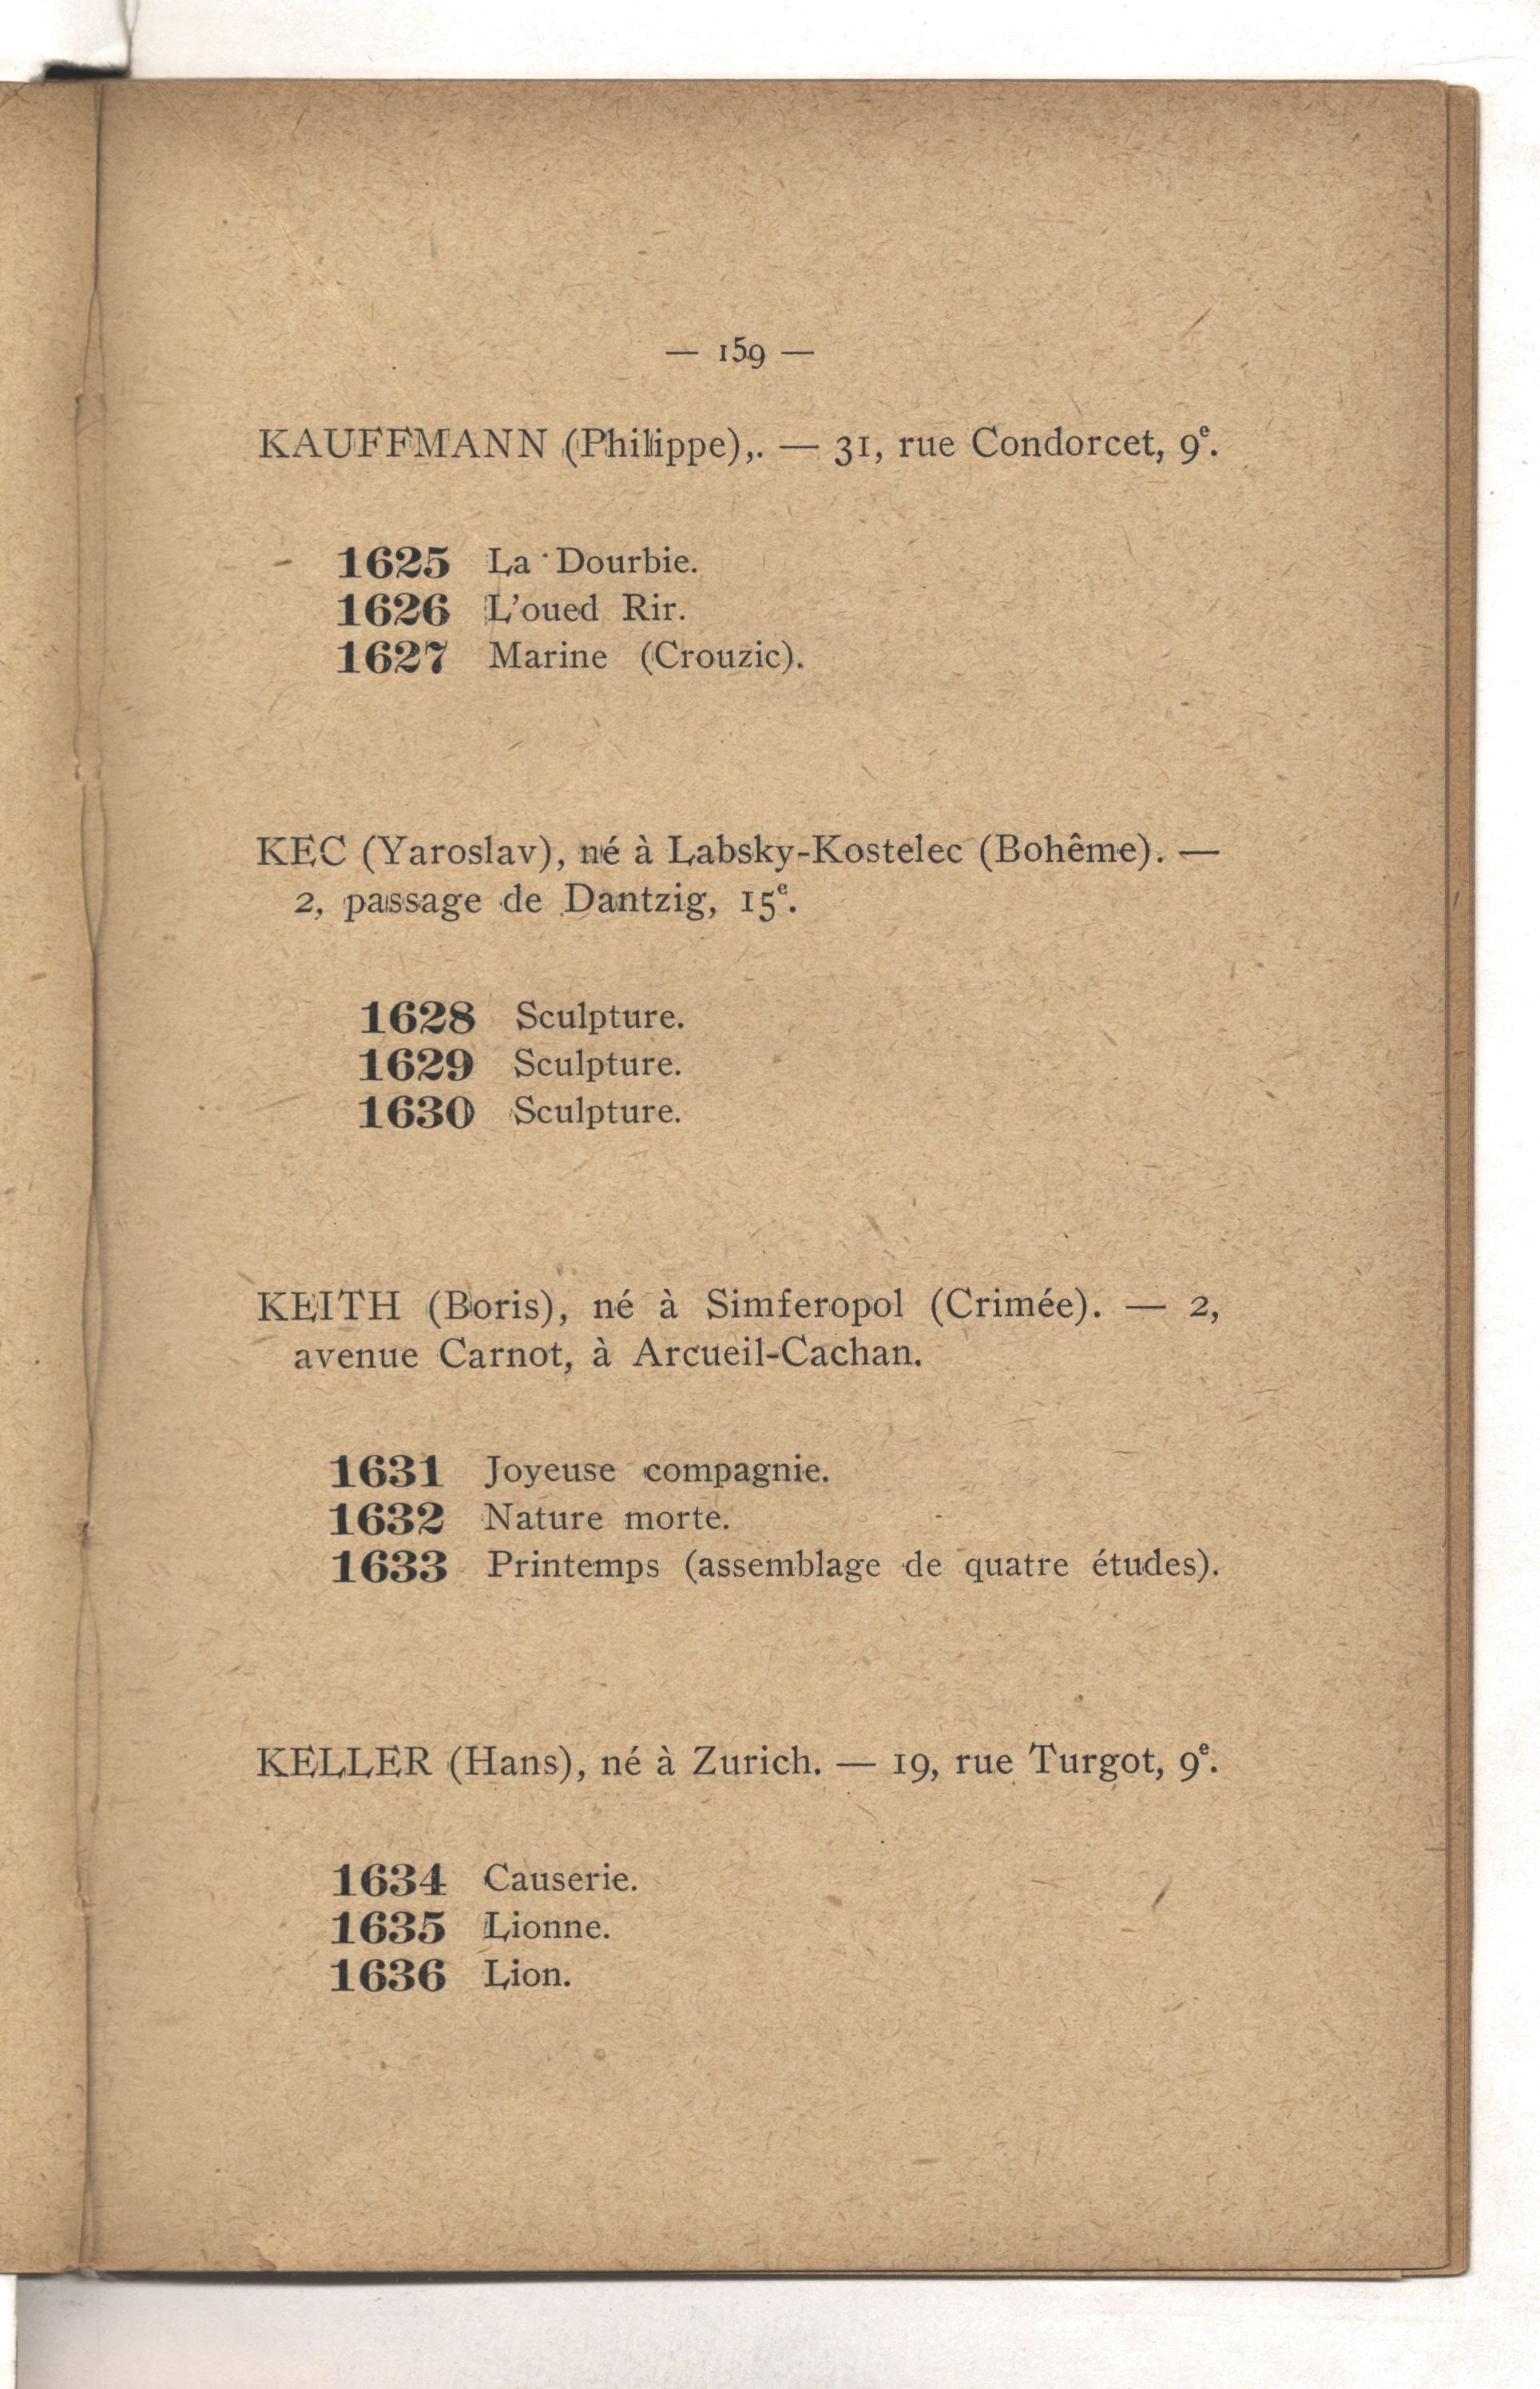 — 159 —
KAUFFMANN (Philippe),. — 31, rue Condorcet, 9e.
1625 La Dourbie.
1626 L'oued Rir.
1627 Marine (Crouzic).
KEC (Yaroslav), né à Labsky-Kostelec (Bohême). —
2, passage de Dantzig, 15e.
1628 Sculpture.
1629 Sculpture.
1630 Sculpture.
KEITH (Boris), né à Simferopol (Crimée). — 2,
avenue Carnot, à Arcueil-Cachan.
1631 Joyeuse compagnie.
1632 Nature morte.
1633 Printemps (assemblage de quatre études).
KELLER (Hans), né à Zurich. — 19, rue Turgot, 9e.
1634 Causerie.
1635 Lionne.
1636 Lion.